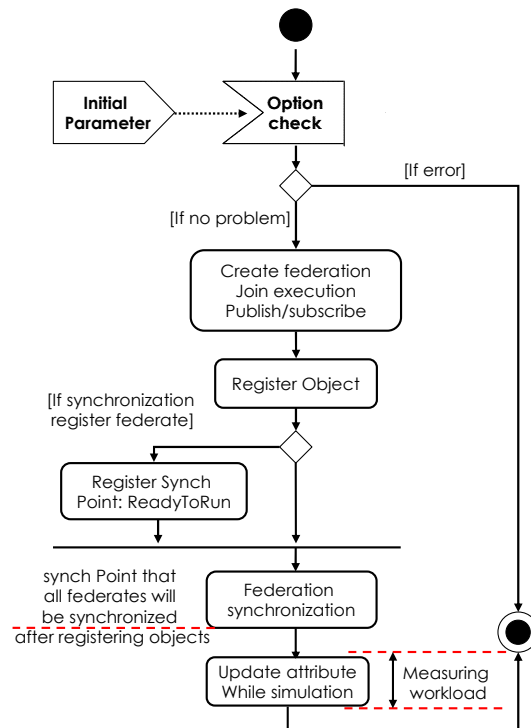 Initial
Parameter
Option
check
[If error]
[If no problem]
Create federation
Join execution
Publish/subscribe
Register Object
[If synchronization
register federate]
Register Synch
Point: ReadyToRun
synch Point that
all federates will
be synchronized
after registering objects
Federation
synchronization
Update attribute
While simulation
Measuring
workload